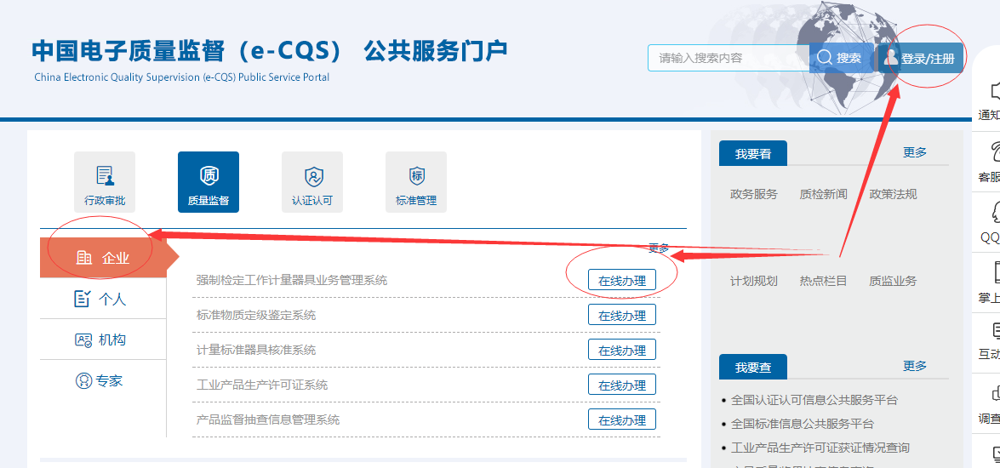 中国电子质量监督（e-CQS） 公共服务门户
China Electronic Quality Supervision (e-CQS) Public Service Portal
请输入搜索内容
搜索
登录/注册
行政审批
质
质量监督
认证认可
标
标准管理
企业
个人
机构
专家
更多
强制检定工作计量器具业务管理系统
在线办理
标准物质定级鉴定系统
在线办理
计量标准器具核准系统
在线办理
工业产品生产许可证系统
在线办理
产品监督抽查信息管理系统
在线办理
我要看
更多
政务服务
质检新闻
政策法规
计划规划
热点栏目
质监业务
我要查
更多
全国认证认可信息公共服务平台
全国标准信息公共服务平台
工业产品生产许可证获证情况查询
通知
客服
QQ
掌上
互动
调查